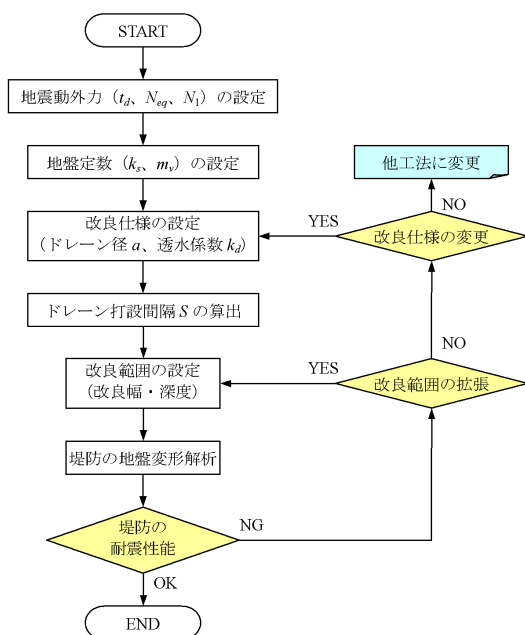 START
地震動外力（td、Neq、N1）の設定
地盤定数（ks、mv）の設定
他工法に変更
NO
改良仕様の設定
（ドレーン径 a、透水係数 kd）
YES
改良仕様の変更
ドレーン打設間隔 S の算出
NO
改良範囲の設定
（改良幅・深度）
YES
改良範囲の拡張
堤防の地盤変形解析
堤防の
耐震性能
NG
OK
END